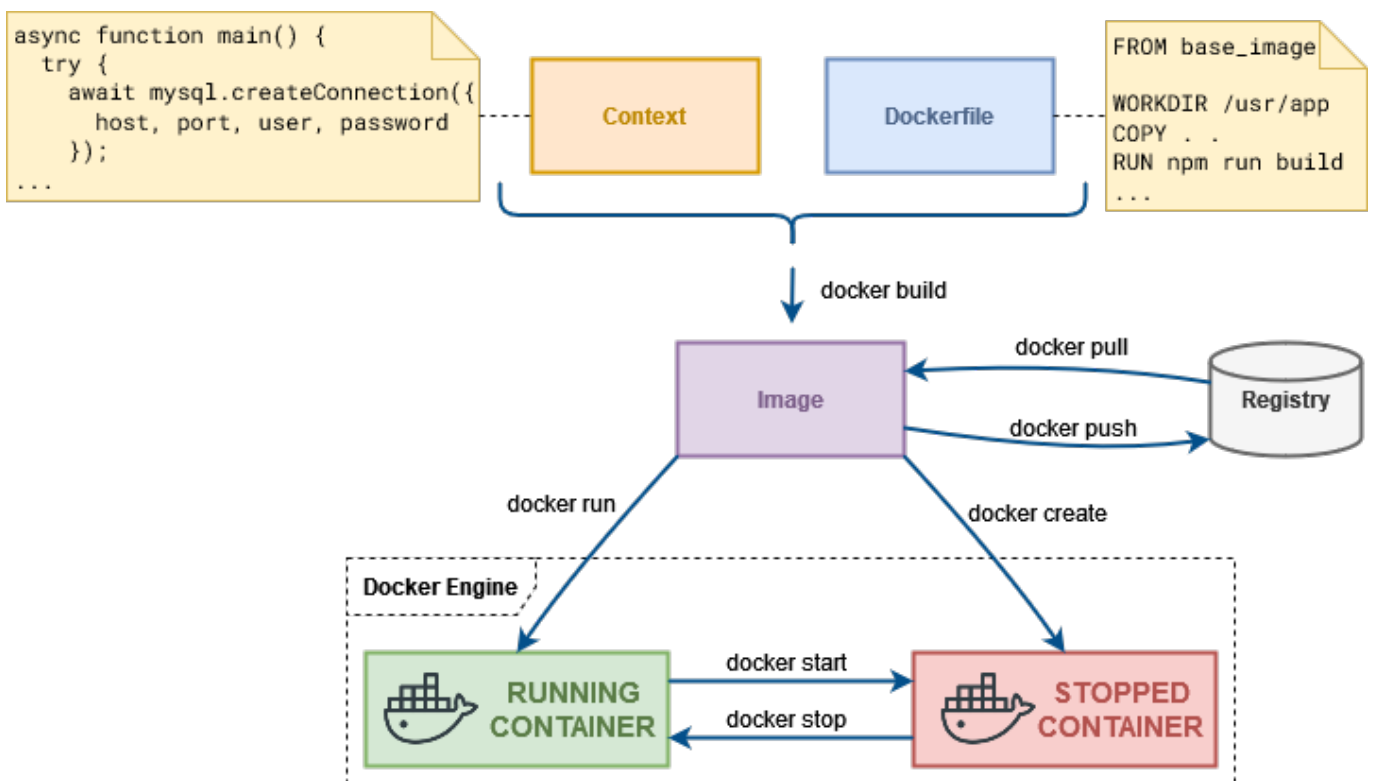 async function main() {
try {
await mysql.createConnection({
host, port, user, password
});
...
Context
Dockerfile
FROM base_image
WORKDIR /usr/app
COPY . .
RUN npm run build
...
docker build
docker pull
Image
Registry
docker push
docker run
docker create
Docker Engine
RUNNING
CONTAINER
docker start
docker stop
STOPPED
CONTAINER